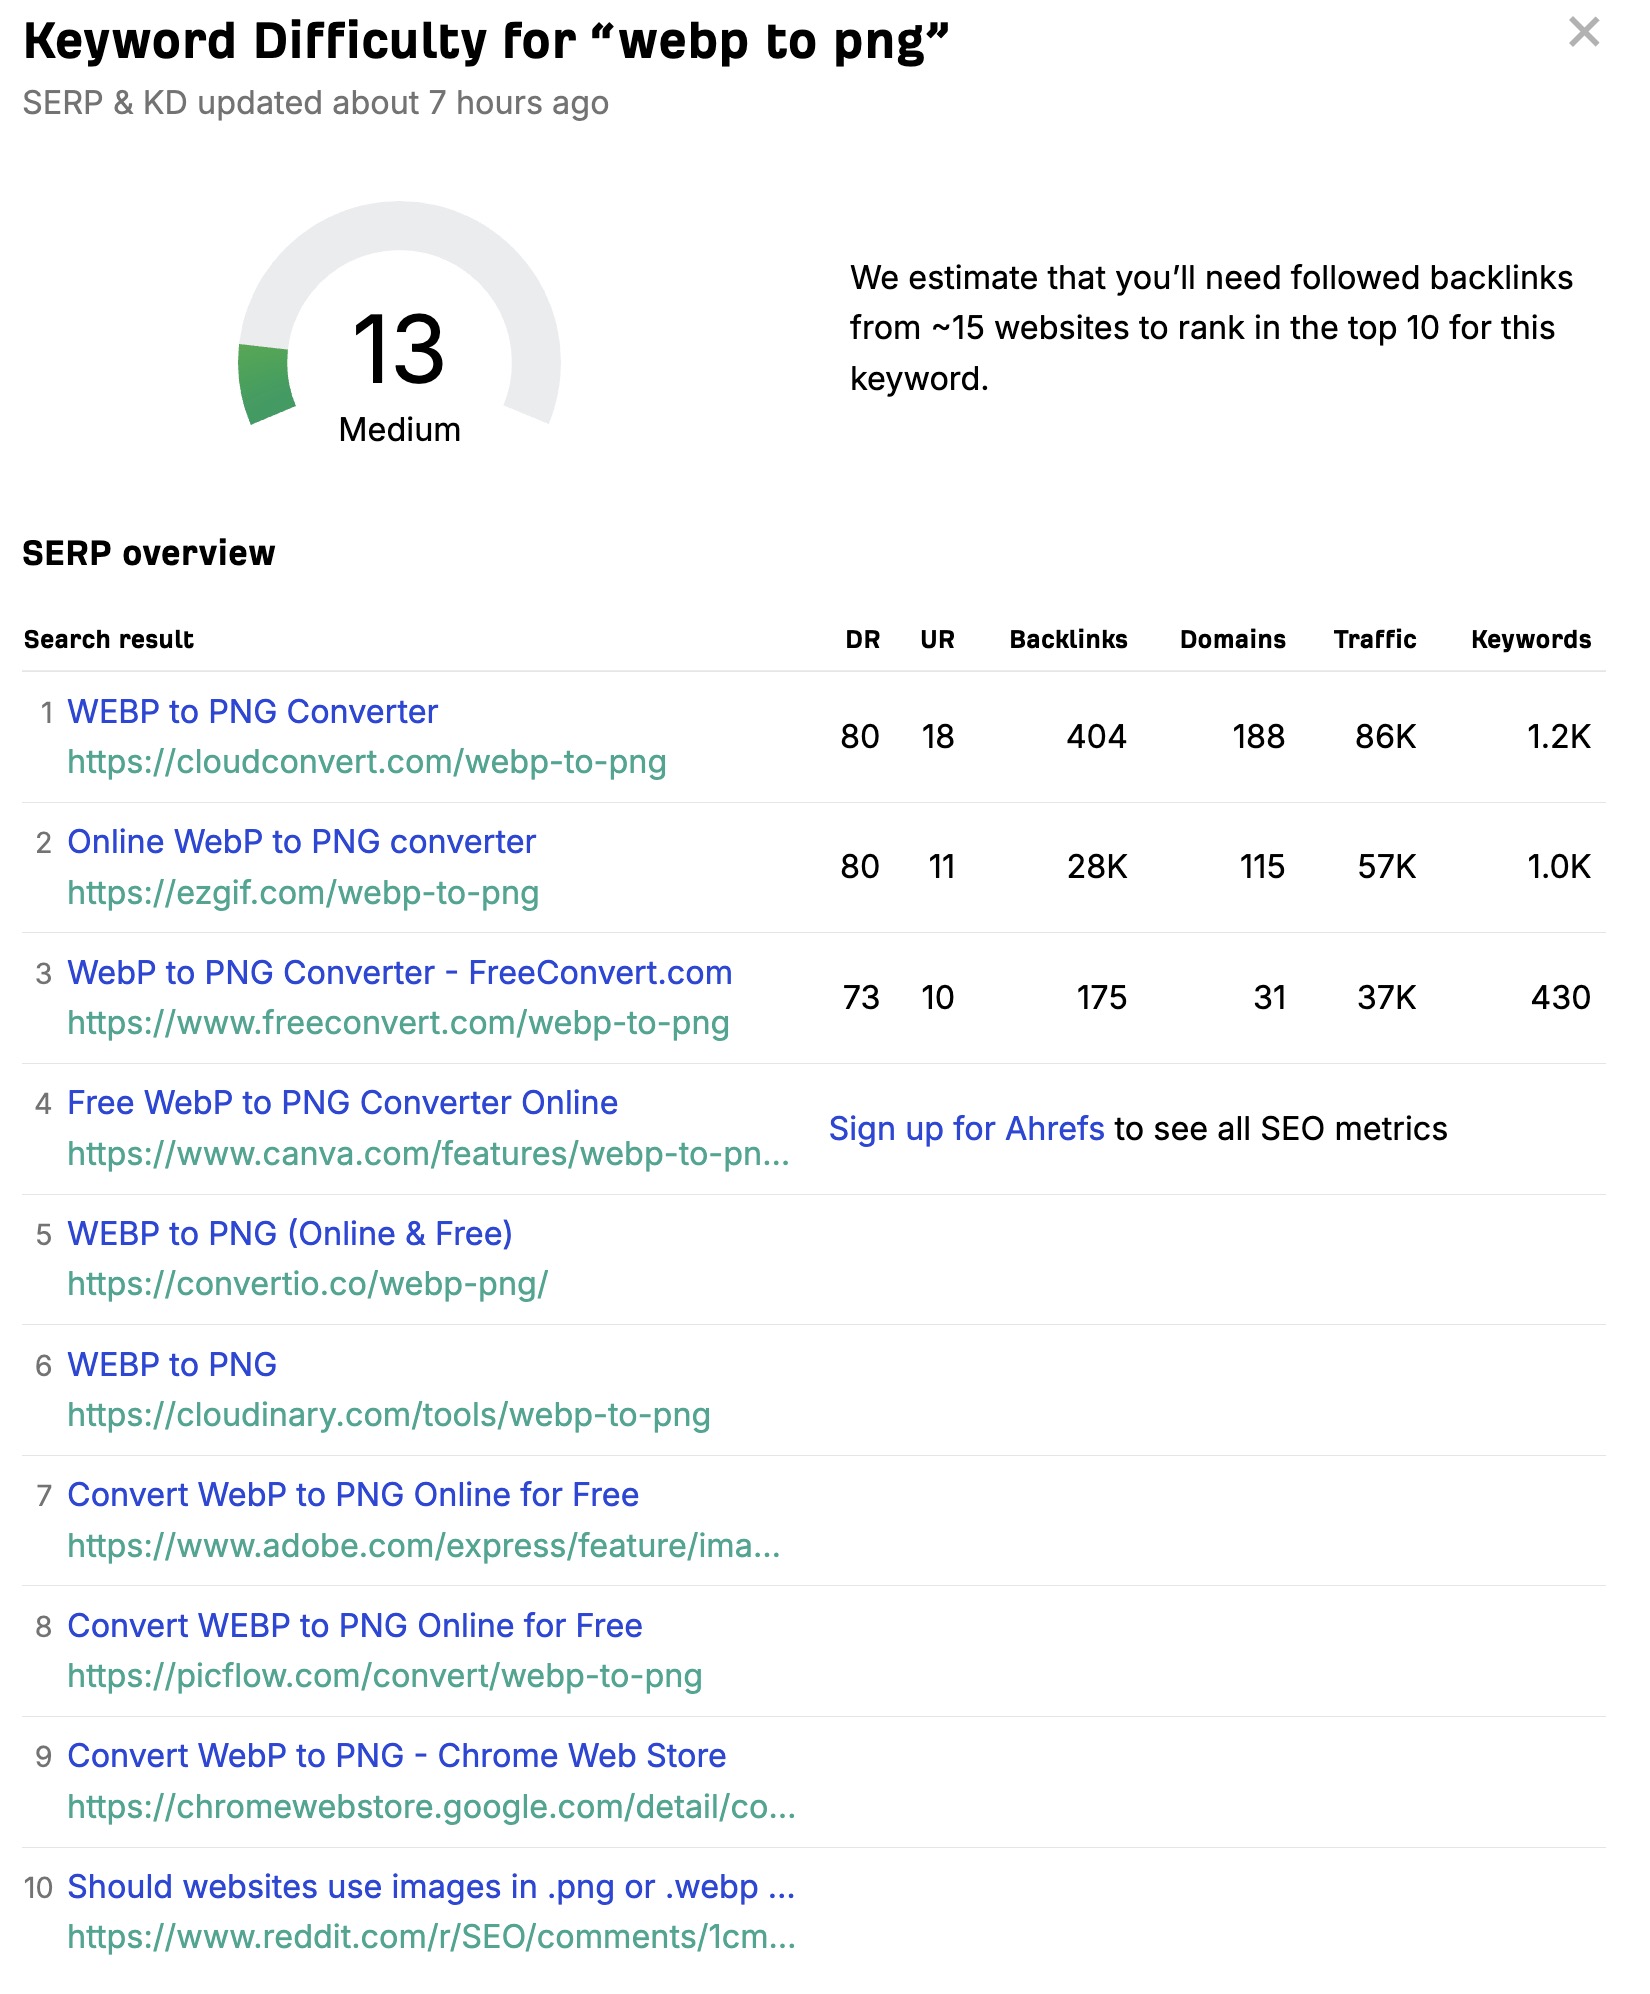 Keyword Difficulty for “webp to png”
SERP & KD updated about 7 hours ago
13
Medium
We estimate that you’ll need followed backlinks
from ~15 websites to rank in the top 10 for this
keyword.
SERP overview
Search result DR UR Backlinks Domains Traffic Keywords
1 WEBP to PNG Converter
https://cloudconvert.com/webp-to-png
80 18 404 188 86K 1.2K
2 Online WebP to PNG converter
https://ezgif.com/webp-to-png
80 11 28K 115 57K 1.0K
3 WebP to PNG Converter - FreeConvert.com
https://www.freeconvert.com/webp-to-png
73 10 175 31 37K 430
4 Free WebP to PNG Converter Online
https://www.canva.com/features/webp-to-pn...
Sign up for Ahrefs to see all SEO metrics
5 WEBP to PNG (Online & Free)
https://convertio.co/webp-png/
6 WEBP to PNG
https://cloudinary.com/tools/webp-to-png
7 Convert WebP to PNG Online for Free
https://www.adobe.com/express/feature/ima...
8 Convert WEBP to PNG Online for Free
https://picflow.com/convert/webp-to-png
9 Convert WebP to PNG - Chrome Web Store
https://chromewebstore.google.com/detail/co...
10 Should websites use images in .png or .webp ...
https://www.reddit.com/r/SEO/comments/1cm...